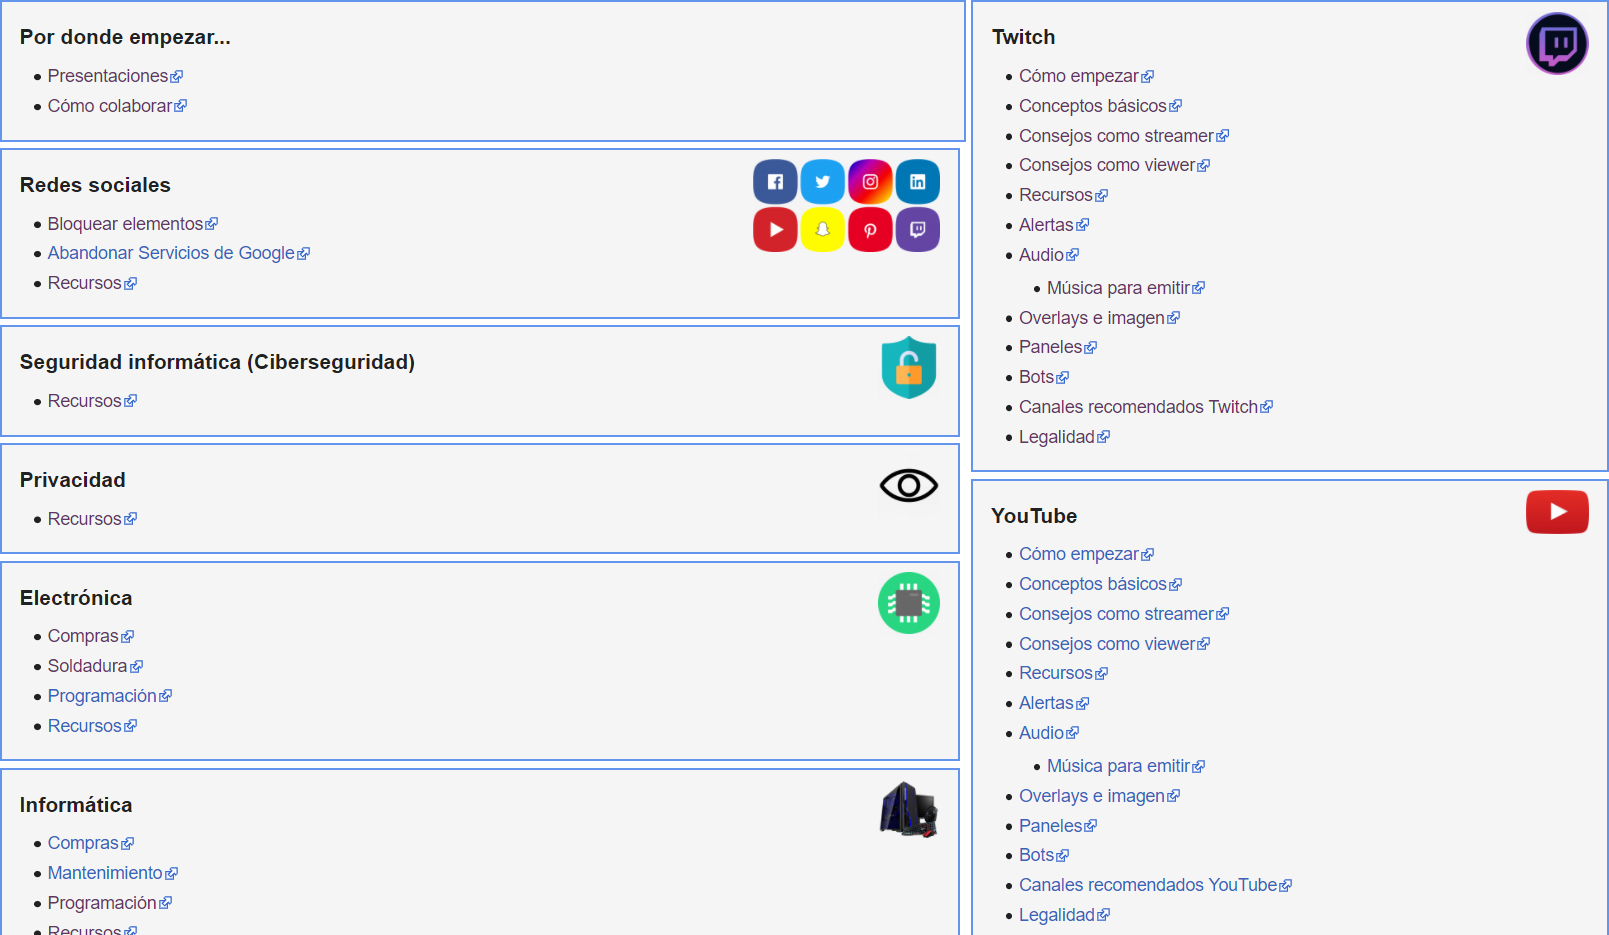 Por donde empezar...
Presentaciones
Cómo colaborar
Redes sociales
Bloquear elementos
Abandonar Servicios de Google
Recursos
Seguridad informática (Ciberseguridad)
Recursos
Privacidad
Recursos
Electrónica
Compras
Soldadura
Programación
Recursos
Informática
Compras
Mantenimiento
Programación
Recursos
Twitch
Cómo empezar
Conceptos básicos
Consejos como streamer
Consejos como viewer
Recursos
Alertas
Audio
Música para emitir
Overlays e imagen
Paneles
Bots
Canales recomendados Twitch
Legalidad
YouTube
Cómo empezar
Conceptos básicos
Consejos como streamer
Consejos como viewer
Recursos
Alertas
Audio
Música para emitir
Overlays e imagen
Paneles
Bots
Canales recomendados YouTube
Legalidad